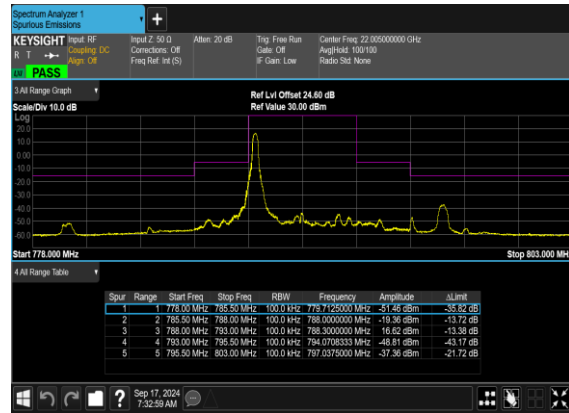 Spectrum Analyzer 1
Spurious Emissions
+
KEYSIGHT Input: RF
R T
Coupling: DC
Align: Off
Input Z: 50 Ω
Corrections: Off
Freq Ref: Int (S)
Atten: 20 dB
Trig: Free Run
Gate: Off
IF Gain: Low
Center Freq: 22.005000000 GHz
Avg|Hold: 100/100
Radio Std: None
PASS
3.All Range Graph
Ref Lvl Offset 24.60 dB
Scale/Div 10.0 dB
Ref Value 30.00 dBm
Log
20.0
10.0
0.00
-10.0
-20.0
-30.0
-40.0
-50.0
-60.0
Start 778.000 MHz
Stop 803.000 MH
4 All Range Table
Spur Range Start Freq Stop Freq RBW Frequency Amplitude ΔLimit
1 1 778.00 MHz 785.50 MHz 100.0 kHz 779.7125000 MHz -51.46 dBm -35.82 dB
2 2 785.50 MHz 788.00 MHz 100.0 kHz 788.0000000 MHz -19.36 dBm -13.72 dB
3 3 788.00 MHz 793.00 MHz 100.0 kHz 788.3000000 MHz 16.62 dBm -13.38 dB
4 4 793.00 MHz 795.50 MHz 100.0 kHz 794.0708333 MHz -48.81 dBm -43.17 dB
5 5 795.50 MHz 803.00 MHz 100.0 kHz 797.0375000 MHz -37.36 dBm -21.72 dB
?
Sep 17, 2024
7:32:59 AM